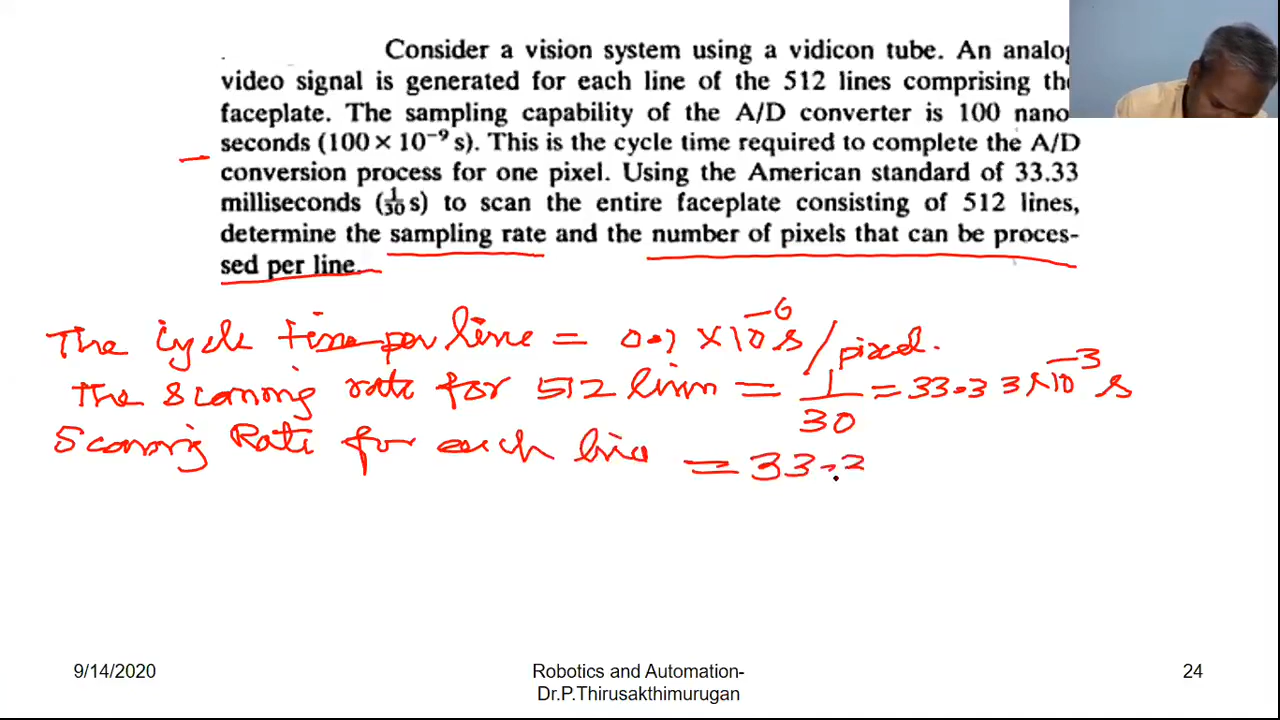 Consider a vision system using a vidicon tube. An analog
video signal is generated for each line of the 512 lines comprising the
faceplate. The sampling capability of the A/D converter is 100 nano
seconds (100 × 10⁻⁹ s). This is the cycle time required to complete the A/D
conversion process for one pixel. Using the American standard of 33.33
milliseconds (1/30 s) to scan the entire faceplate consisting of 512 lines,
determine the sampling rate and the number of pixels that can be proces-
sed per line.
The Cycle time per line = 0.1 × 10⁻⁶ s/pixel.
The Scanning rate for 512 lines = 1/30 = 33.33 × 10⁻³ s
Scanning Rate for each line = 33.3
9/14/2020
Robotics and Automation-
Dr.P.Thirusakthimurugan
24